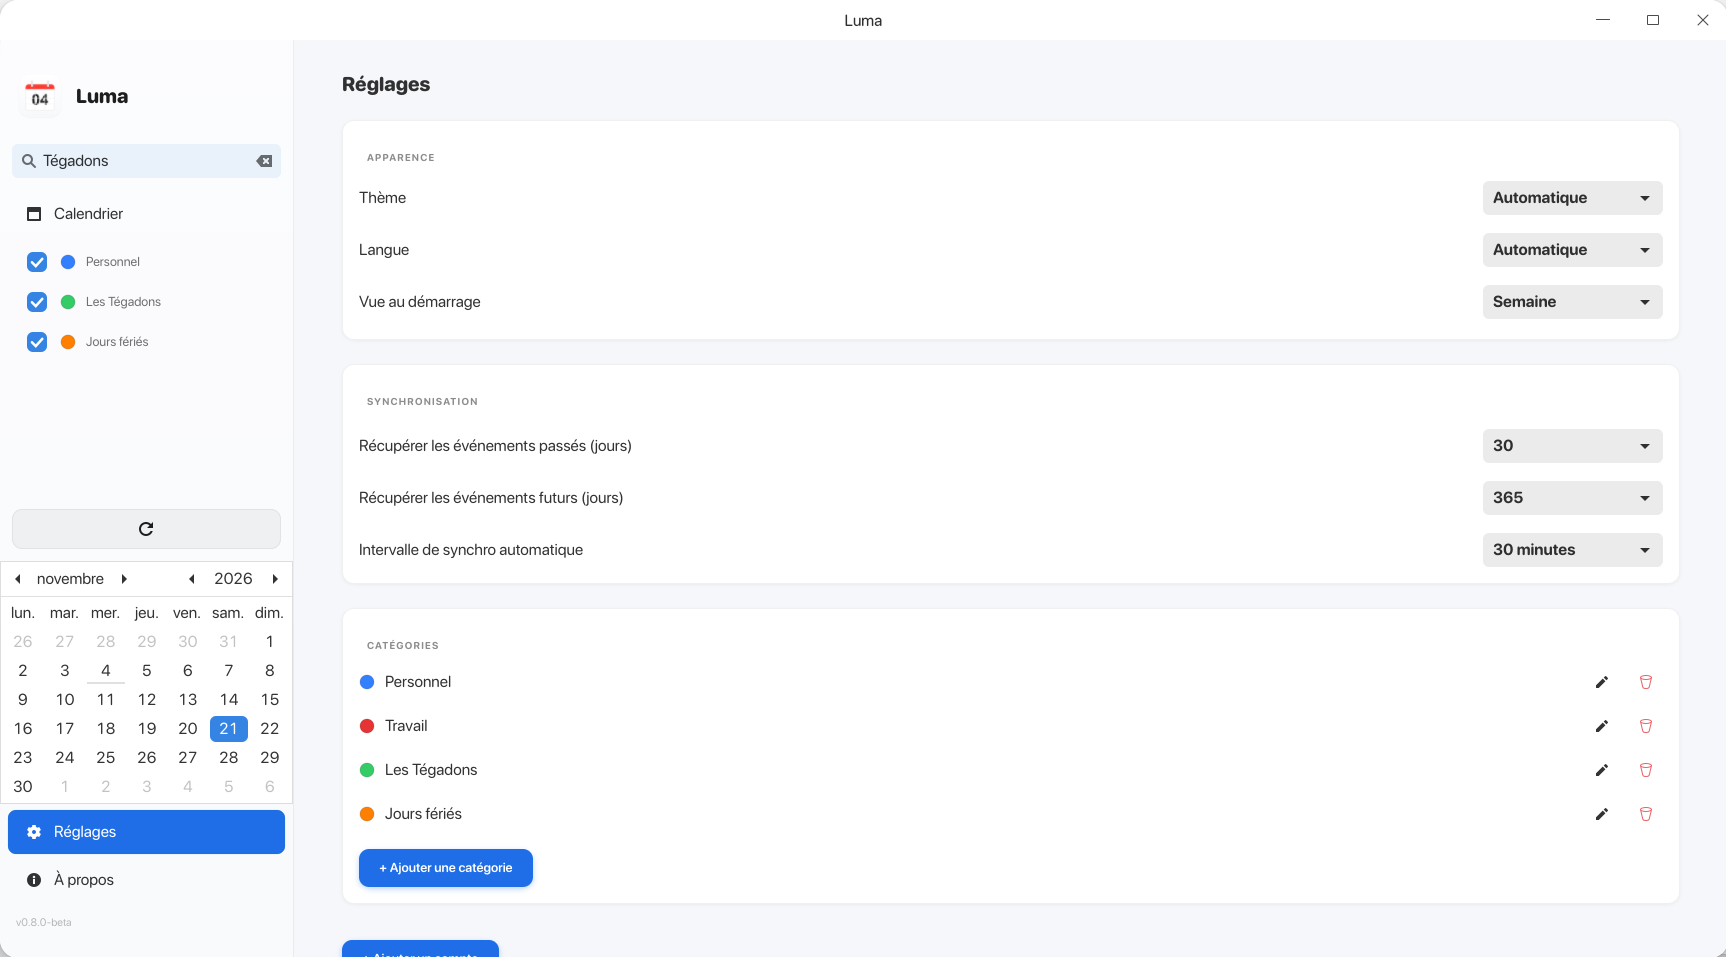 Luma
04
Luma
Tégadons
Calendrier
Personnel
Les Tégadons
Jours fériés
novembre 2026
lun. mar. mer. jeu. ven. sam. dim.
26 27 28 29 30 31 1
2 3 4 5 6 7 8
9 10 11 12 13 14 15
16 17 18 19 20 21 22
23 24 25 26 27 28 29
30 1 2 3 4 5 6
Réglages
À propos
v0.8.0-beta
Réglages
APPARENCE
Thème Automatique
Langue Automatique
Vue au démarrage Semaine
SYNCHRONISATION
Récupérer les événements passés (jours) 30
Récupérer les événements futurs (jours) 365
Intervalle de synchro automatique 30 minutes
CATÉGORIES
Personnel
Travail
Les Tégadons
Jours fériés
+ Ajouter une catégorie
+ Ajouter un compte